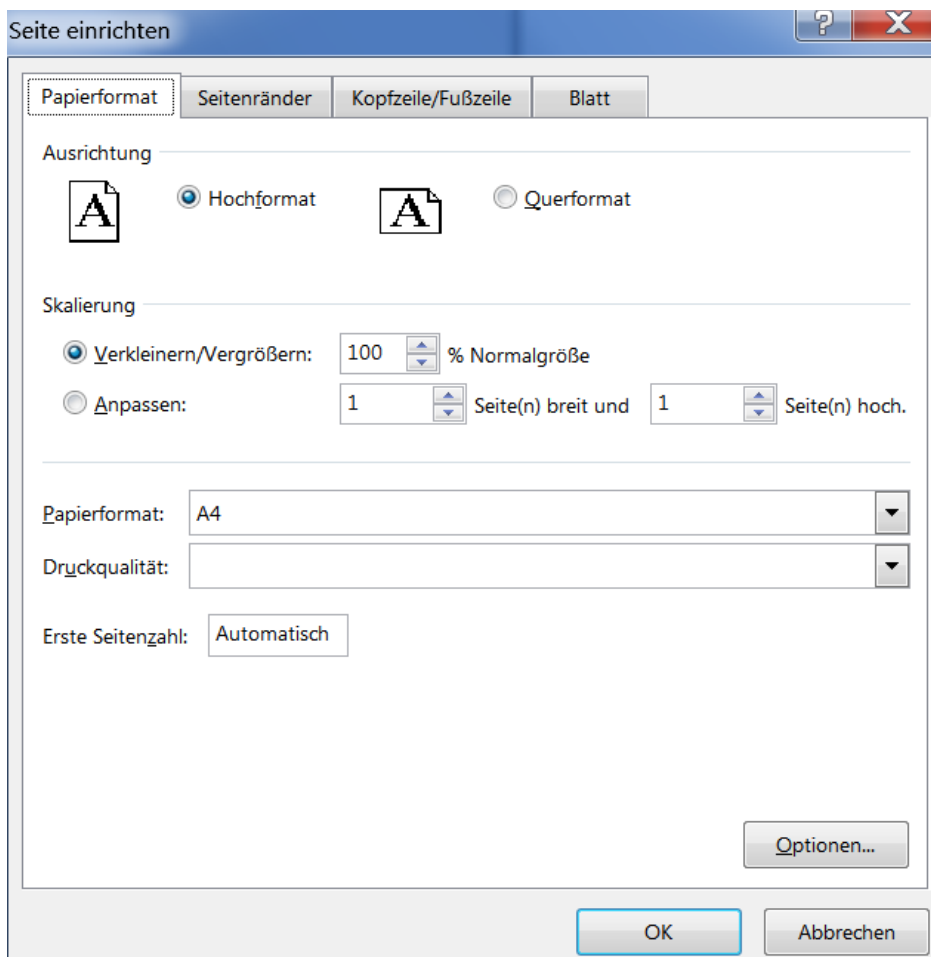 Seite einrichten
Papierformat Seitenränder Kopfzeile/Fußzeile Blatt
Ausrichtung
A Hochformat A Querformat
Skalierung
Verkleinern/Vergrößern: 100 % Normalgröße
Anpassen: 1 Seite(n) breit und 1 Seite(n) hoch.
Papierformat: A4
Druckqualität:
Erste Seitenzahl: Automatisch
Optionen...
OK Abbrechen